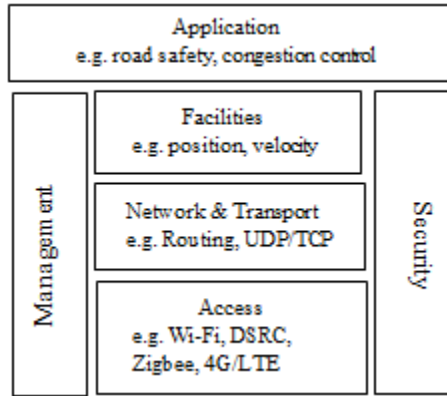 Application
e.g. road safety, congestion control
Management
Facilities
e.g. position, velocity
Network & Transport
e.g. Routing, UDP/TCP
Access
e.g. Wi-Fi, DSRC,
Zigbee, 4G/LTE
Security